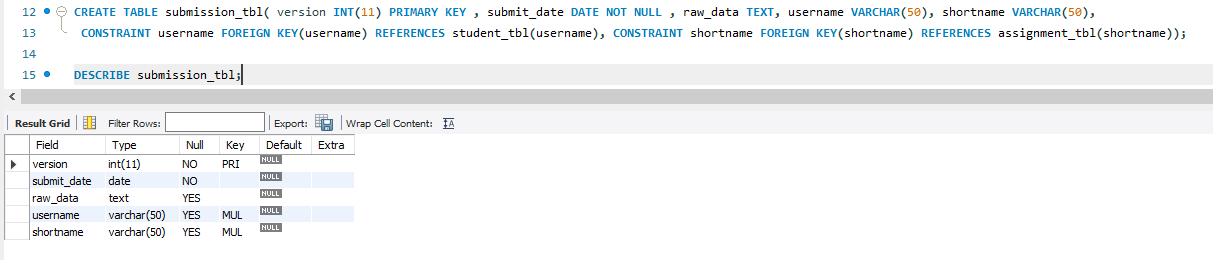 12 CREATE TABLE submission_tbl( version INT(11) PRIMARY KEY , submit_date DATE NOT NULL , raw_data TEXT, username VARCHAR(50), shortname VARCHAR(50),
13 CONSTRAINT username FOREIGN KEY(username) REFERENCES student_tbl(username), CONSTRAINT shortname FOREIGN KEY(shortname) REFERENCES assignment_tbl(shortname));
14
15 DESCRIBE submission_tbl;
Result Grid Filter Rows: Export: Wrap Cell Content: IA
Field Type Null Key Default Extra
version int(11) NO PRI NULL
submit_date date NO NULL
raw_data text YES NULL
username varchar(50) YES MUL NULL
shortname varchar(50) YES MUL NULL